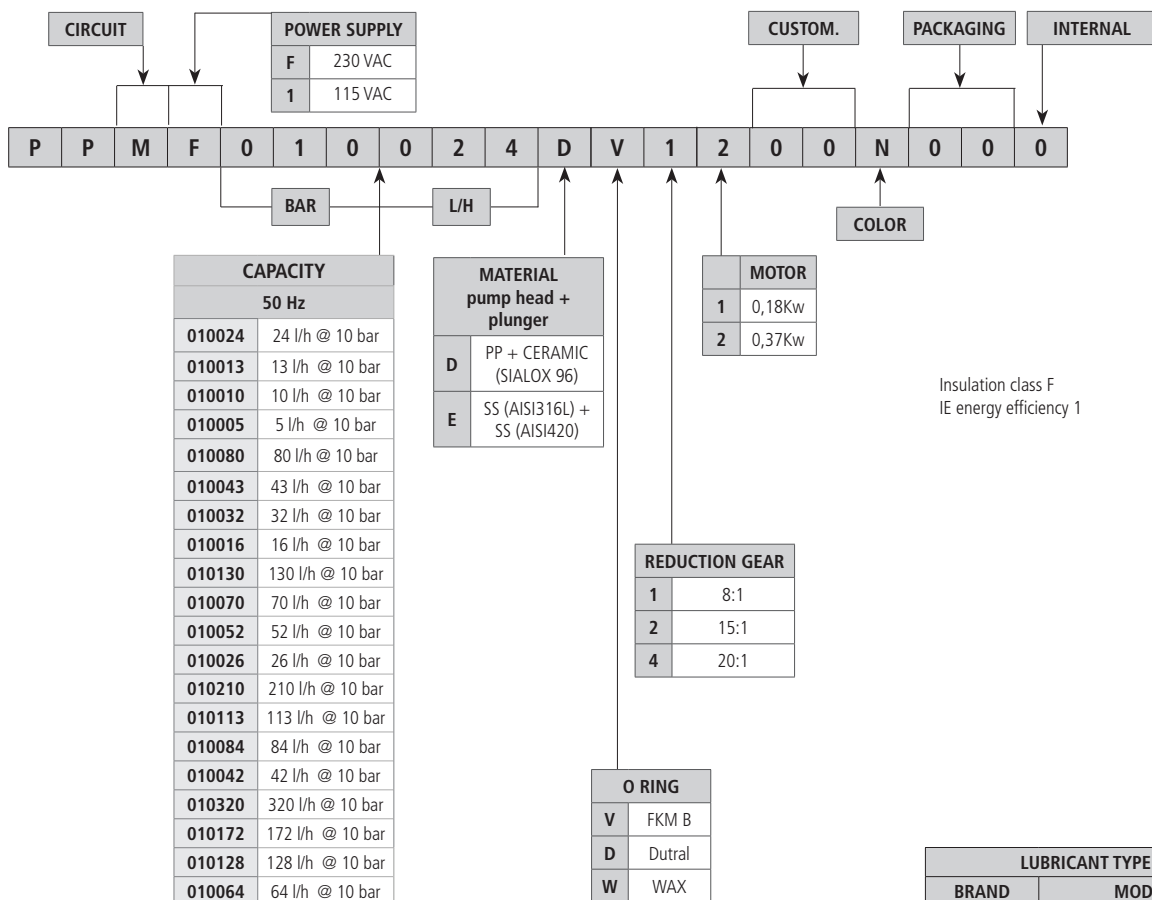 CIRCUIT
POWER SUPPLY
F 230 VAC
1 115 VAC
CUSTOM.
PACKAGING
INTERNAL
P P M F 0 1 0 0 2 4 D V 1 2 0 0 N 0 0 0
BAR
L/H
COLOR
CAPACITY
50 Hz
010024 24 l/h @ 10 bar
010013 13 l/h @ 10 bar
010010 10 l/h @ 10 bar
010005 5 l/h @ 10 bar
010080 80 l/h @ 10 bar
010043 43 l/h @ 10 bar
010032 32 l/h @ 10 bar
010016 16 l/h @ 10 bar
010130 130 l/h @ 10 bar
010070 70 l/h @ 10 bar
010052 52 l/h @ 10 bar
010026 26 l/h @ 10 bar
010210 210 l/h @ 10 bar
010113 113 l/h @ 10 bar
010084 84 l/h @ 10 bar
010042 42 l/h @ 10 bar
010320 320 l/h @ 10 bar
010172 172 l/h @ 10 bar
010128 128 l/h @ 10 bar
010064 64 l/h @ 10 bar
MATERIAL
pump head +
plunger
D PP + CERAMIC
(SIALOX 96)
E SS (AISI316L) +
SS (AISI420)
MOTOR
1 0,18Kw
2 0,37Kw
Insulation class F
IE energy efficiency 1
REDUCTION GEAR
1 8:1
2 15:1
4 20:1
O RING
V FKM B
D Dutral
W WAX
LUBRICANT TYPE
BRAND MOD